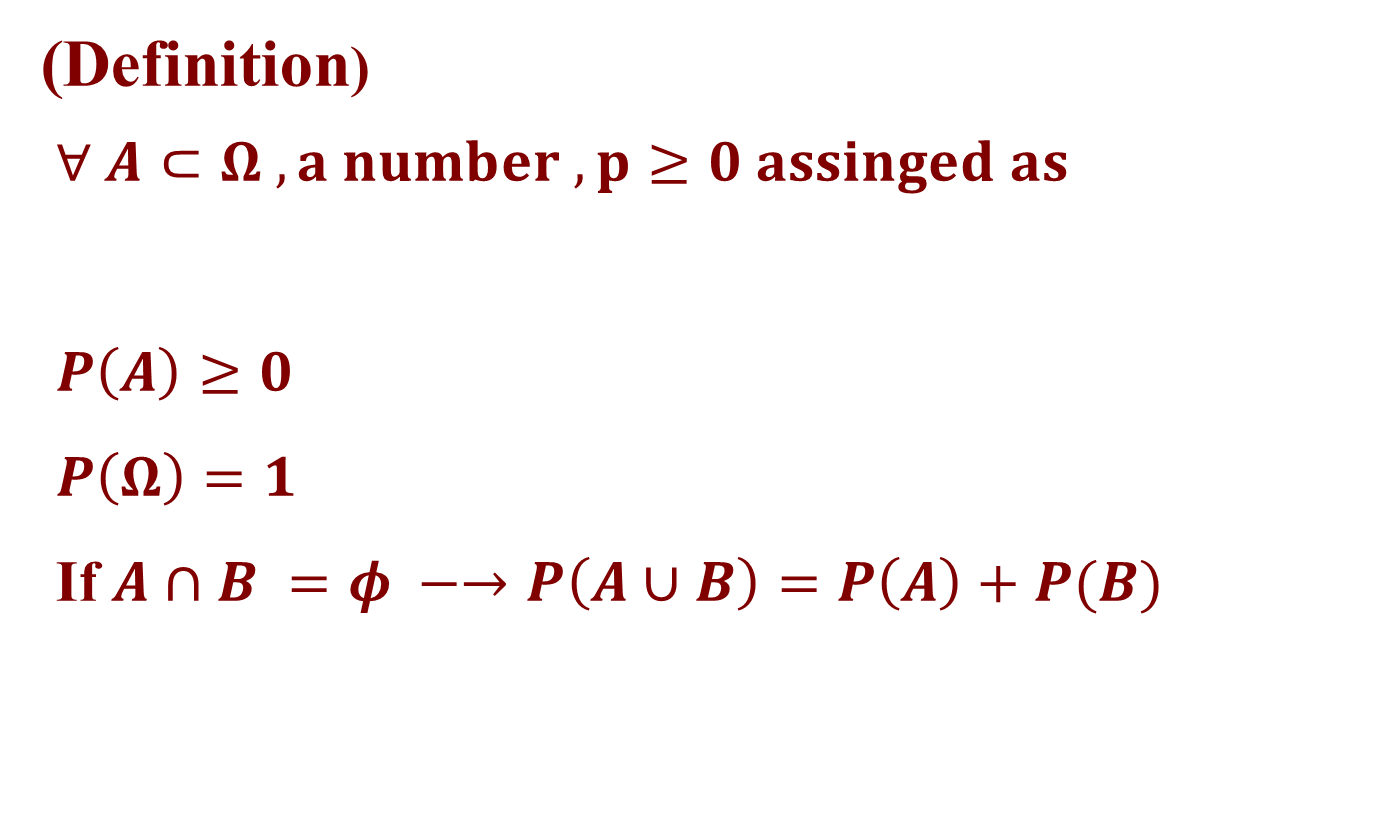 (Definition)
∀ A ⊂ Ω , a number , p ≥ 0 assinged as
P(A) ≥ 0
P(Ω) = 1
If A ∩ B = ϕ −→ P(A ∪ B) = P(A) + P(B)